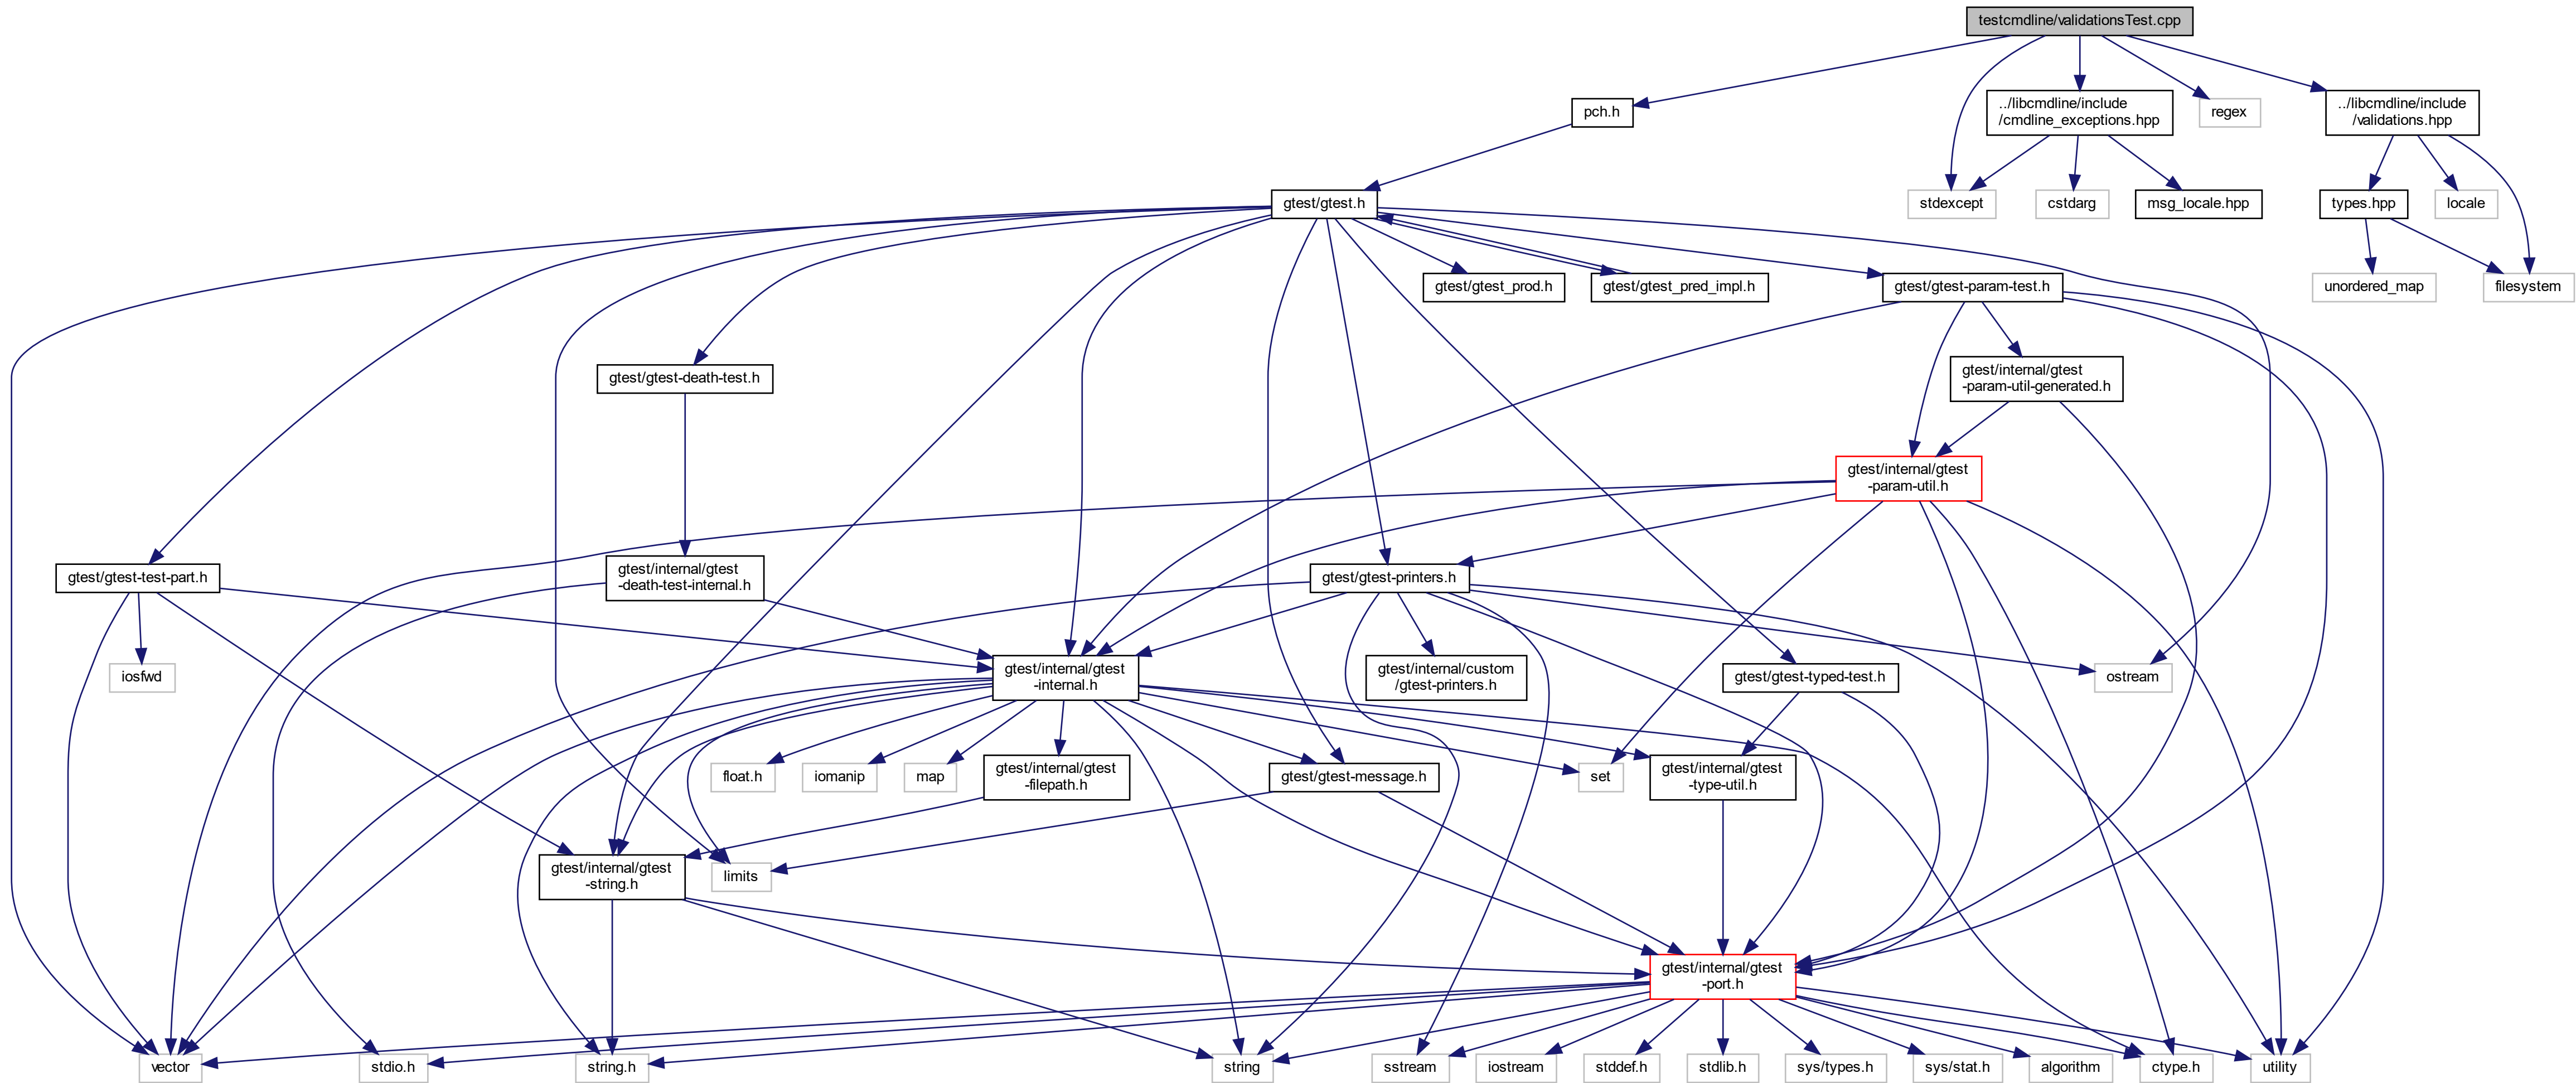 testcmdline/validationsTest.cpp
pch.h
../libcmdline/include
/cmdline_exceptions.hpp
regex
../libcmdline/include
/validations.hpp
gtest/gtest.h
stdexcept
cstdarg
msg_locale.hpp
types.hpp
locale
gtest/gtest_prod.h
gtest/gtest_pred_impl.h
gtest/gtest-param-test.h
unordered_map
filesystem
gtest/gtest-death-test.h
gtest/internal/gtest
-param-util-generated.h
gtest/internal/gtest
-param-util.h
gtest/gtest-test-part.h
gtest/internal/gtest
-death-test-internal.h
gtest/gtest-printers.h
iosfwd
gtest/internal/gtest
-internal.h
gtest/internal/custom
/gtest-printers.h
gtest/gtest-typed-test.h
ostream
float.h
iomanip
map
gtest/internal/gtest
-filepath.h
gtest/gtest-message.h
set
gtest/internal/gtest
-type-util.h
gtest/internal/gtest
-string.h
limits
gtest/internal/gtest
-port.h
vector
stdio.h
string.h
string
sstream
iostream
stddef.h
stdlib.h
sys/types.h
sys/stat.h
algorithm
ctype.h
utility